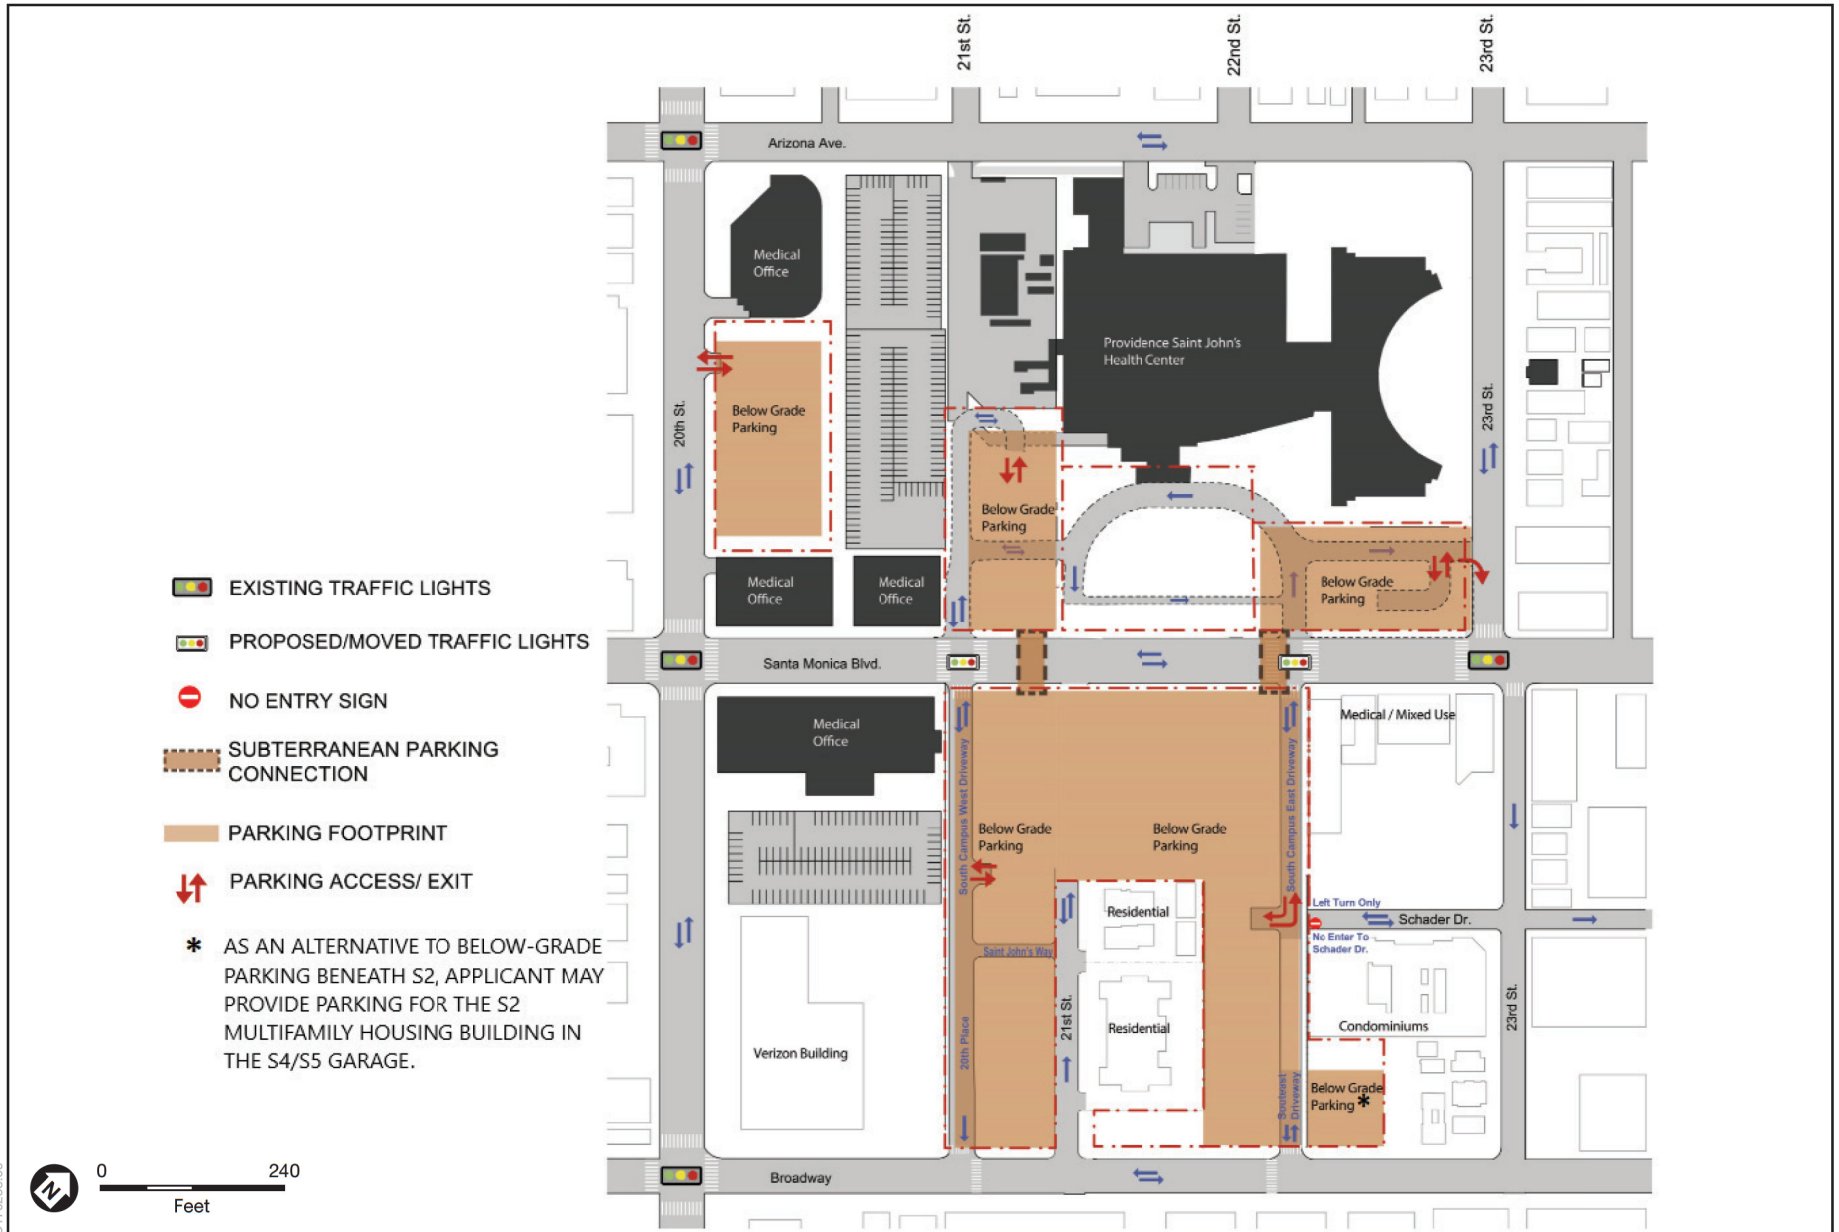 21st St.
22nd St.
23rd St.
Arizona Ave.
Medical
Office
Providence Saint John's
Health Center
20th St.
23rd St.
Below Grade
Parking
Below Grade
Parking
Below Grade
Parking
Medical
Office
Medical
Office
EXISTING TRAFFIC LIGHTS
PROPOSED/MOVED TRAFFIC LIGHTS
NO ENTRY SIGN
SUBTERRANEAN PARKING
CONNECTION
PARKING FOOTPRINT
PARKING ACCESS/ EXIT
* AS AN ALTERNATIVE TO BELOW-GRADE
PARKING BENEATH S2, APPLICANT MAY
PROVIDE PARKING FOR THE S2
MULTIFAMILY HOUSING BUILDING IN
THE S4/S5 GARAGE.
Santa Monica Blvd.
Medical
Office
Medical / Mixed Use
South Campus West Driveway
South Campus East Driveway
Below Grade
Parking
Below Grade
Parking
Left Turn Only
Schader Dr.
No Enter To
Schader Dr.
Residential
Saint John's Way
21st St.
23rd St.
Residential
Condominiums
20th Place
Verizon Building
Souteast
Driveway
Below Grade
Parking *
Broadway
N
0 240
Feet